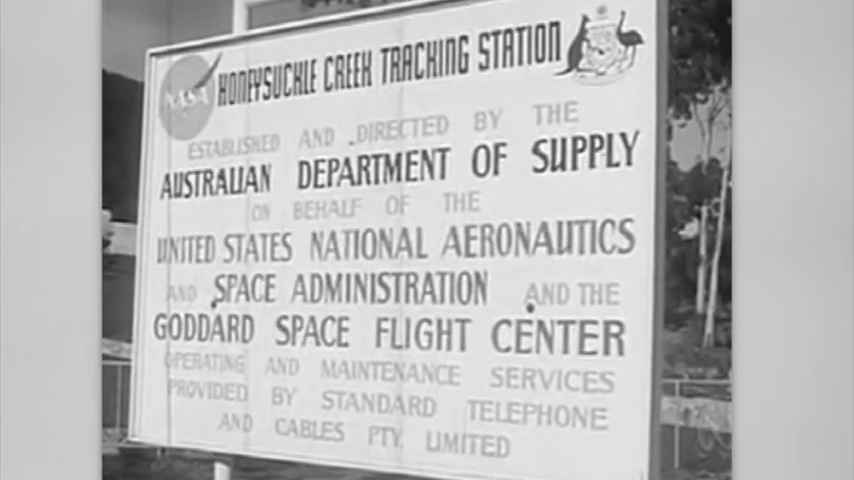 NASA
HONEYSUCKLE CREEK TRACKING STATION
ESTABLISHED AND DIRECTED BY THE
AUSTRALIAN DEPARTMENT OF SUPPLY
ON BEHALF OF THE
UNITED STATES NATIONAL AERONAUTICS
AND SPACE ADMINISTRATION AND THE
GODDARD SPACE FLIGHT CENTER
OPERATING AND MAINTENANCE SERVICES
PROVIDED BY STANDARD TELEPHONE
AND CABLES PTY. LIMITED